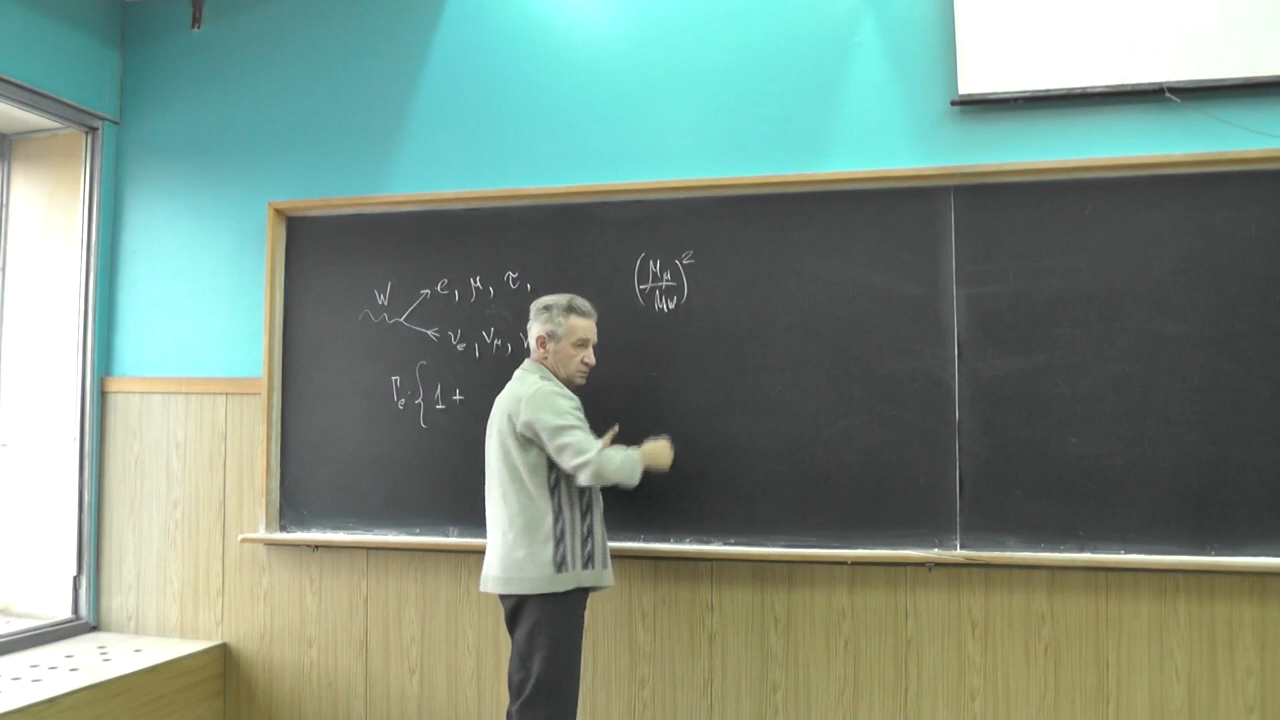 W e, μ, τ,
ν_e, ν_μ, ν
Γ_e · { 1 +
(M_μ / M_W)^2